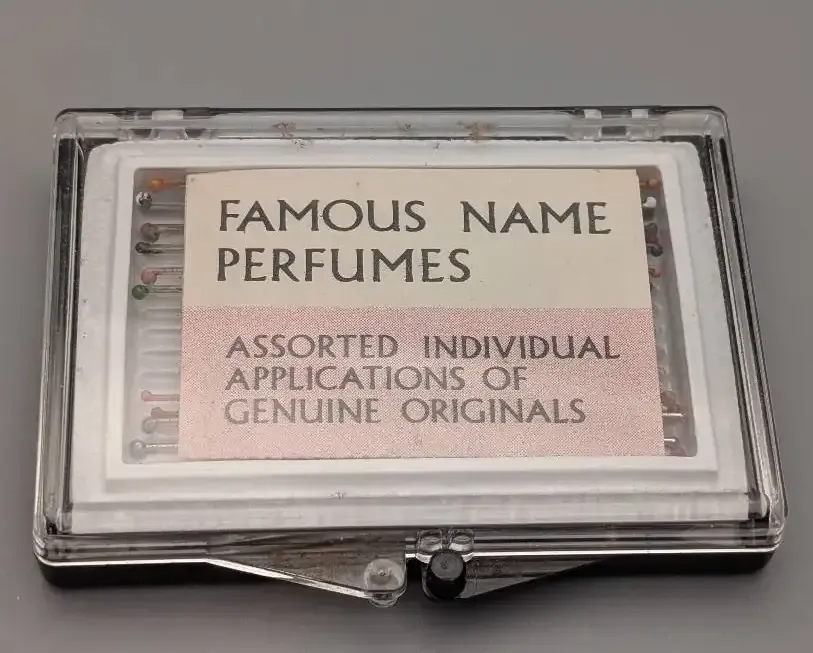 FAMOUS NAME
PERFUMES
ASSORTED INDIVIDUAL
APPLICATIONS OF
GENUINE ORIGINALS